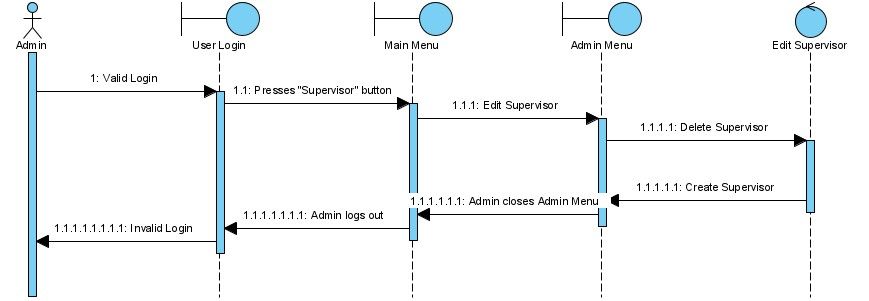 Admin
User Login
Main Menu
Admin Menu
Edit Supervisor
1: Valid Login
1.1: Presses "Supervisor" button
1.1.1: Edit Supervisor
1.1.1.1: Delete Supervisor
1.1.1.1.1: Create Supervisor
1.1.1.1.1.1: Admin closes Admin Menu
1.1.1.1.1.1.1: Admin logs out
1.1.1.1.1.1.1.1: Invalid Login